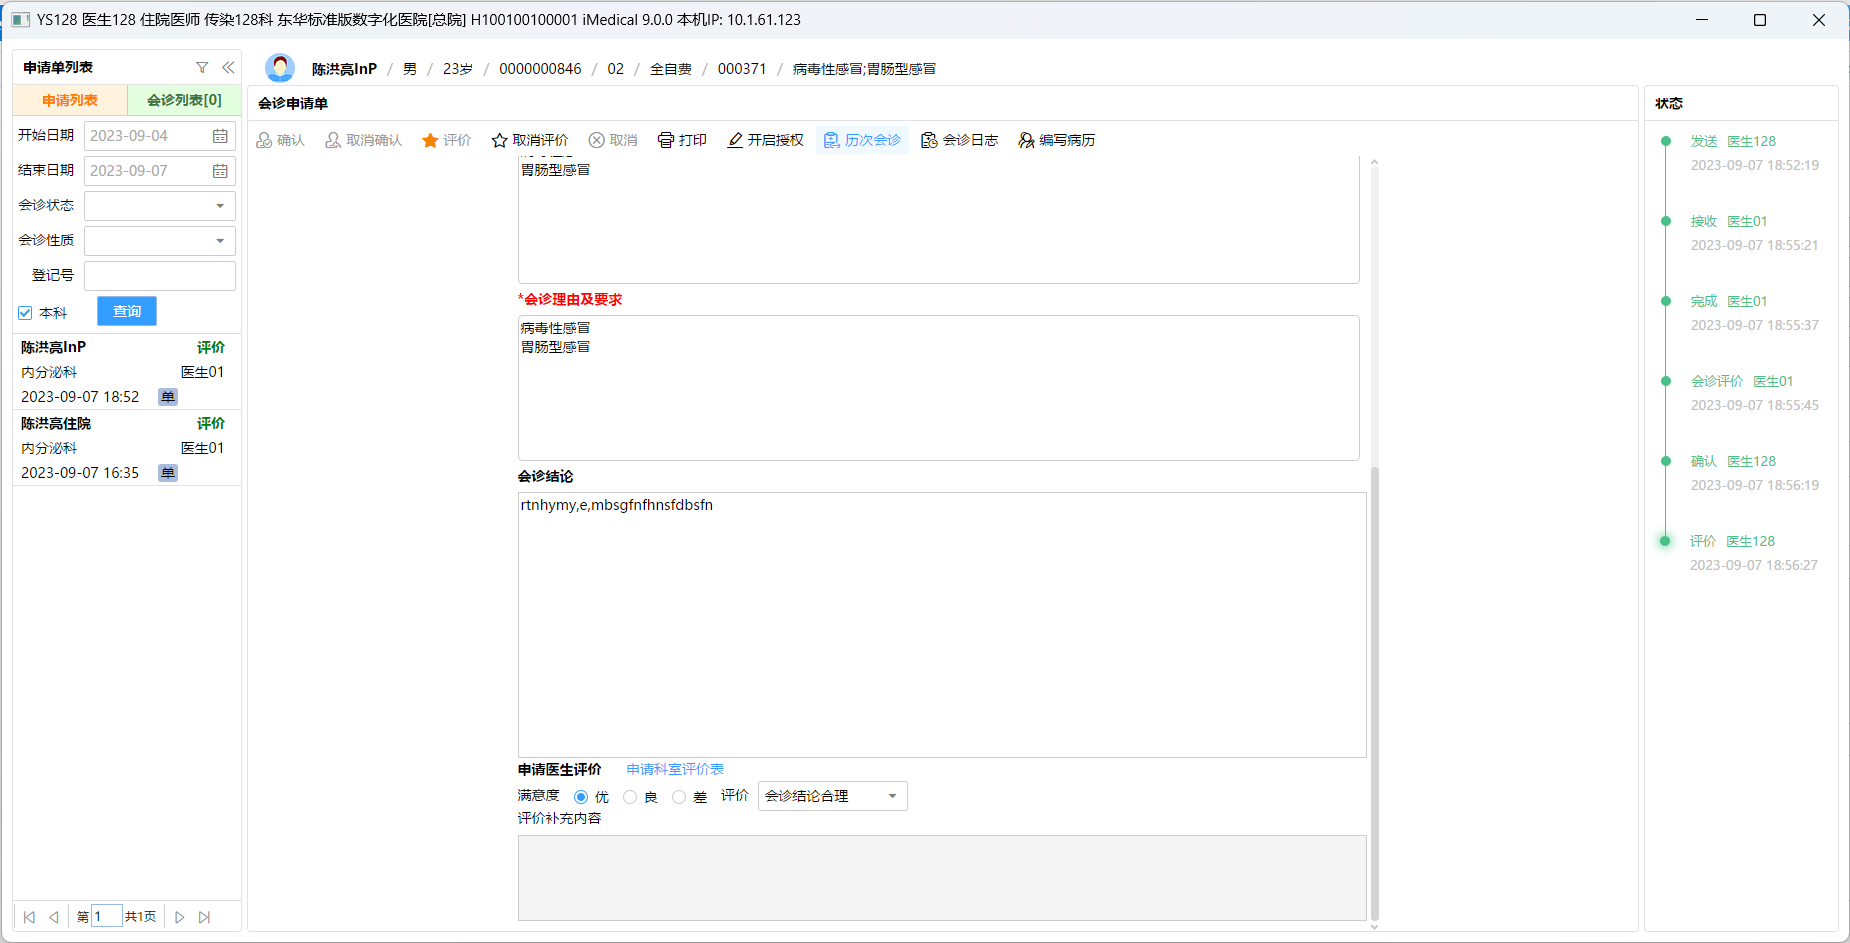 YS128 医生128 住院医师 传染128科 东华标准版数字化医院[总院] H100100100001 iMedical 9.0.0 本机IP: 10.1.61.123
申请单列表
申请列表 会诊列表[0]
开始日期 2023-09-04
结束日期 2023-09-07
会诊状态
会诊性质
登记号
本科 查询
陈洪亮InP 评价
内分泌科 医生01
2023-09-07 18:52 单
陈洪亮住院 评价
内分泌科 医生01
2023-09-07 16:35 单
第 1 共1页
陈洪亮InP / 男 / 23岁 / 0000000846 / 02 / 全自费 / 000371 / 病毒性感冒;胃肠型感冒
会诊申请单
确认 取消确认 评价 取消评价 取消 打印 开启授权 历次会诊 会诊日志 编写病历
胃肠型感冒
*会诊理由及要求
病毒性感冒
胃肠型感冒
会诊结论
rtnhymy,e,mbsgfnfhnsfdbsfn
申请医生评价 申请科室评价表
满意度 优 良 差 评价 会诊结论合理
评价补充内容
状态
发送 医生128
2023-09-07 18:52:19
接收 医生01
2023-09-07 18:55:21
完成 医生01
2023-09-07 18:55:37
会诊评价 医生01
2023-09-07 18:55:45
确认 医生128
2023-09-07 18:56:19
评价 医生128
2023-09-07 18:56:27